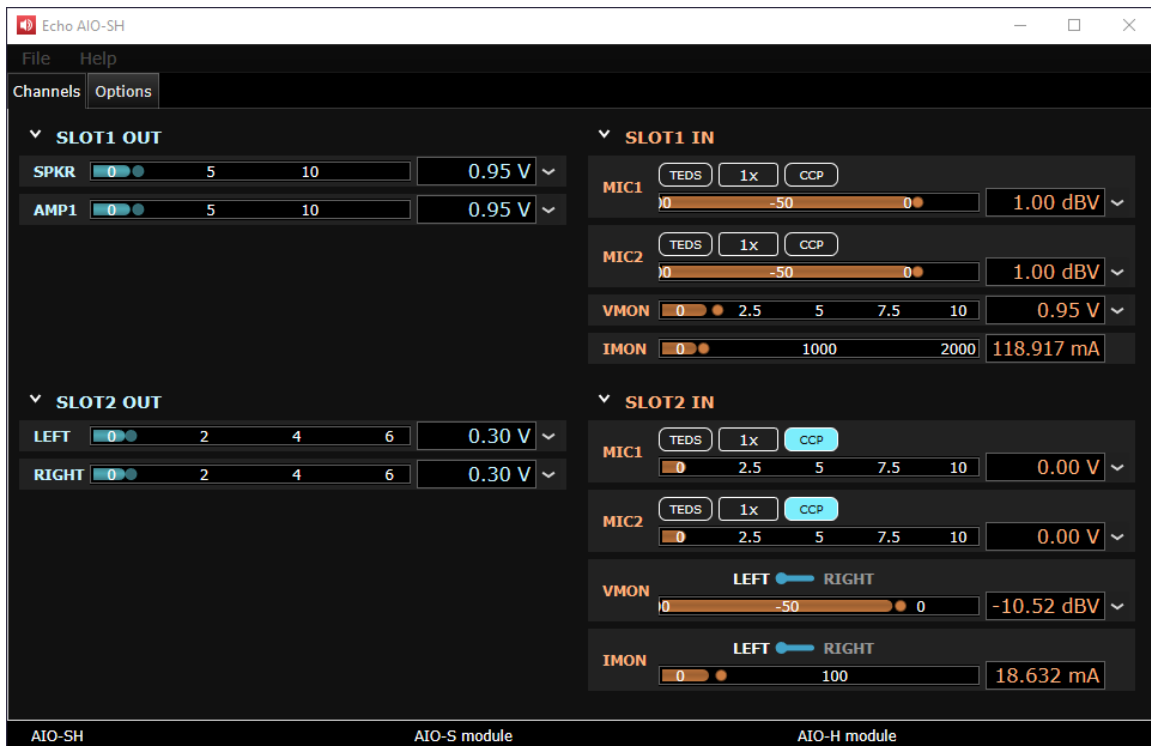 Echo AIO-SH
File Help
Channels Options
SLOT1 OUT
SPKR 0 5 10 0.95 V
AMP1 0 5 10 0.95 V
SLOT1 IN
TEDS 1x CCP
MIC1 00 -50 0 1.00 dBV
TEDS 1x CCP
MIC2 00 -50 0 1.00 dBV
VMON 0 2.5 5 7.5 10 0.95 V
IMON 0 1000 2000 118.917 mA
SLOT2 OUT
LEFT 0 2 4 6 0.30 V
RIGHT 0 2 4 6 0.30 V
SLOT2 IN
TEDS 1x CCP
MIC1 0 2.5 5 7.5 10 0.00 V
TEDS 1x CCP
MIC2 0 2.5 5 7.5 10 0.00 V
LEFT RIGHT
VMON 00 -50 0 -10.52 dBV
LEFT RIGHT
IMON 0 100 18.632 mA
AIO-SH AIO-S module AIO-H module